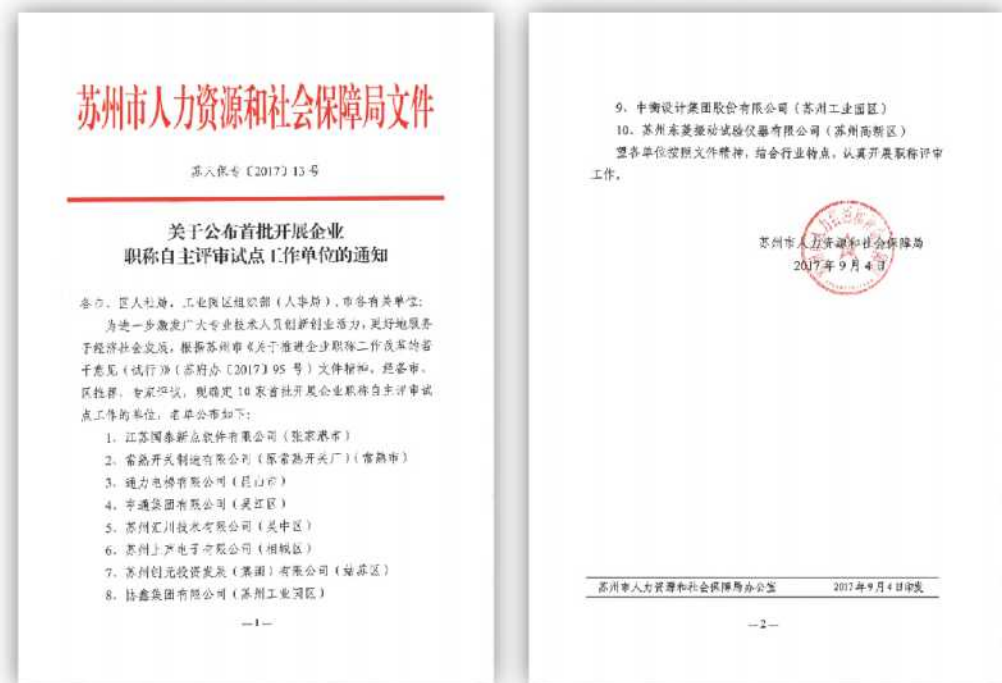 苏州市人力资源和社会保障局文件
苏人保专〔2017〕13号
关于公布首批开展企业
职称自主评审试点工作单位的通知
各市、区人社局，工业园区组织部（人事局），市各有关单位：
为进一步激发广大专业技术人员创新创业活力，更好地服务
于经济社会发展，根据苏州市《关于推进企业职称工作改革的若
干意见（试行）》（苏府办〔2017〕95号）文件精神，经各市、
区推荐、专家评议，现确定10家首批开展企业职称自主评审试
点工作的单位，名单公布如下：
1、江苏国泰新点软件有限公司（张家港市）
2、常熟开关制造有限公司（原常熟开关厂）（常熟市）
3、通力电梯有限公司（昆山市）
4、亨通集团有限公司（吴江区）
5、苏州汇川技术有限公司（吴中区）
6、苏州上声电子有限公司（相城区）
7、苏州创元投资发展（集团）有限公司（姑苏区）
8、协鑫集团有限公司（苏州工业园区）
—1—
9、中衡设计集团股份有限公司（苏州工业园区）
10、苏州东菱振动试验仪器有限公司（苏州高新区）
望各单位按照文件精神，结合行业特点，认真开展职称评审
工作。
苏州市人力资源和社会保障局
2017年9月4日
苏州市人力资源和社会保障局办公室 2017年9月4日印发
—2—